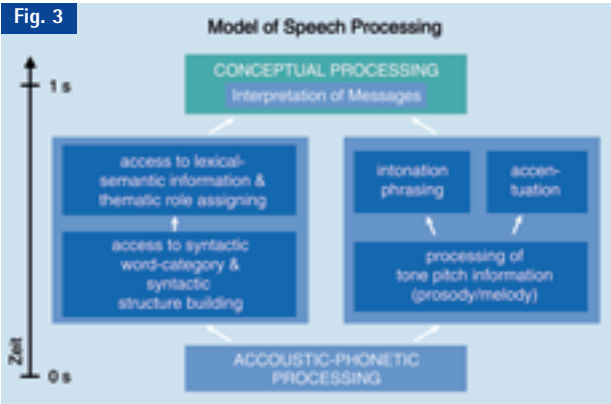 Fig. 3
Model of Speech Processing
CONCEPTUAL PROCESSING
Interpretation of Messages
1 s
access to lexical-
semantic information &
thematic role assigning
intonation
phrasing
accen-
tuation
access to syntactic
word-category &
syntactic
structure building
processing of
tone pitch information
(prosody/melody)
Zeit
0 s
ACCOUSTIC-PHONETIC
PROCESSING